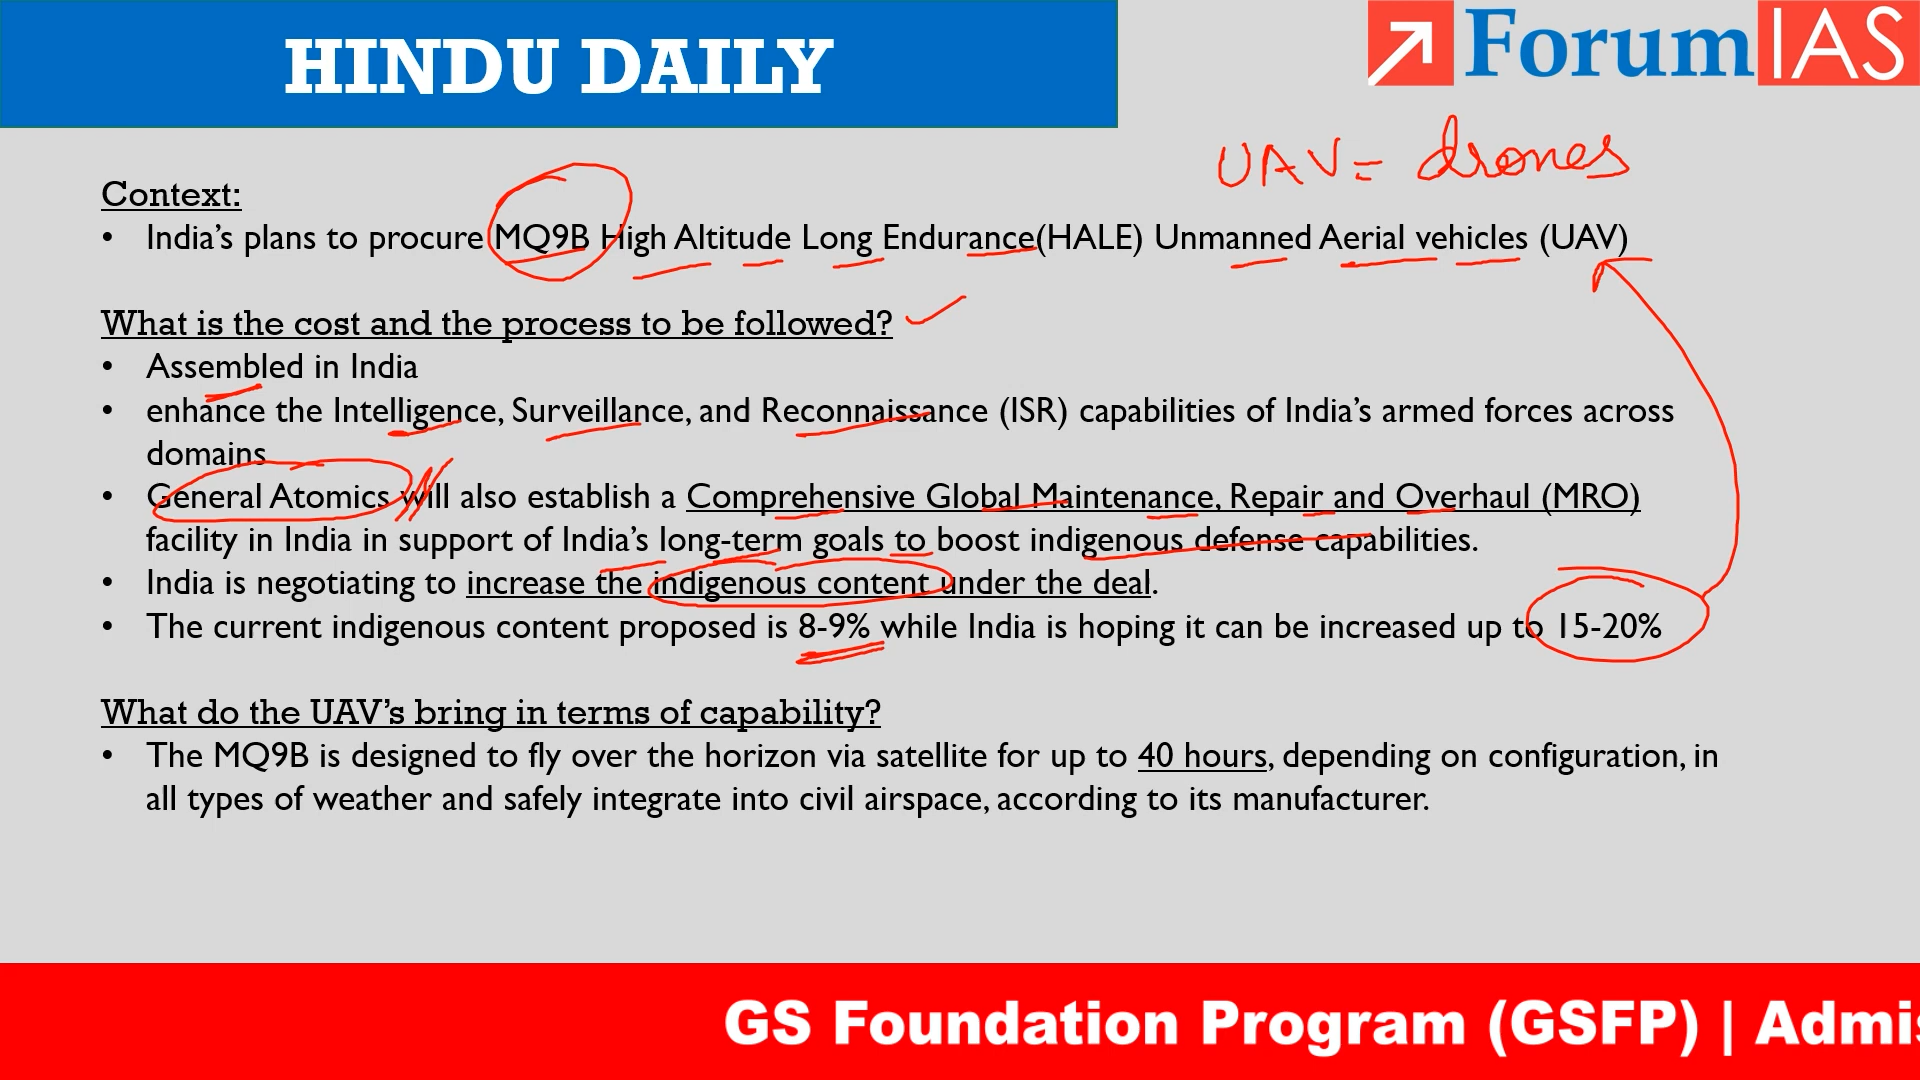 HINDU DAILY
Forum IAS
UAV = drones
Context:
• India's plans to procure MQ9B High Altitude Long Endurance(HALE) Unmanned Aerial vehicles (UAV)
What is the cost and the process to be followed?
• Assembled in India
• enhance the Intelligence, Surveillance, and Reconnaissance (ISR) capabilities of India's armed forces across
domains
• General Atomics will also establish a Comprehensive Global Maintenance, Repair and Overhaul (MRO)
facility in India in support of India's long-term goals to boost indigenous defense capabilities.
• India is negotiating to increase the indigenous content under the deal.
• The current indigenous content proposed is 8-9% while India is hoping it can be increased up to 15-20%
What do the UAV's bring in terms of capability?
• The MQ9B is designed to fly over the horizon via satellite for up to 40 hours, depending on configuration, in
all types of weather and safely integrate into civil airspace, according to its manufacturer.
GS Foundation Program (GSFP) | Admis